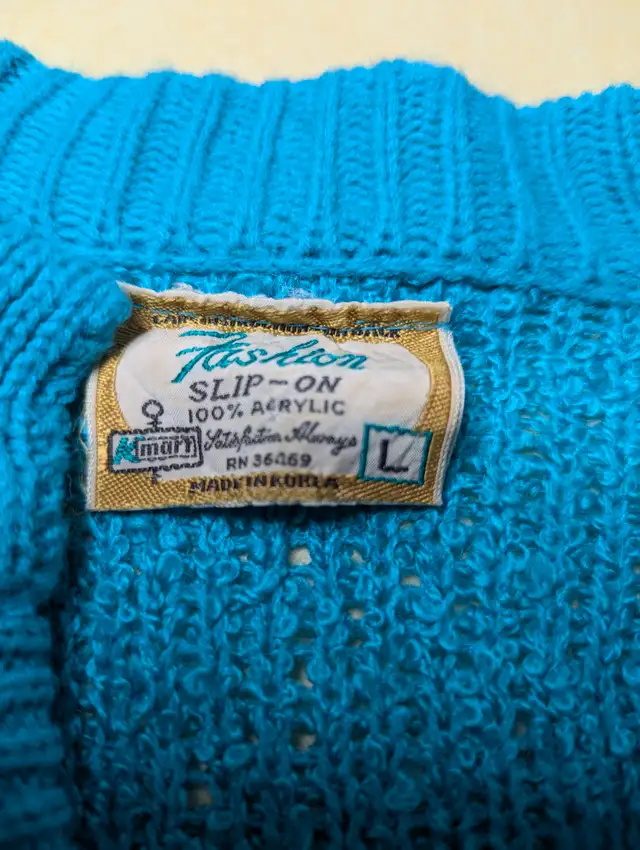 Fashion
SLIP-ON
100% ACRYLIC
Kmart Satisfaction Always L
RN 36469
MADE IN KOREA